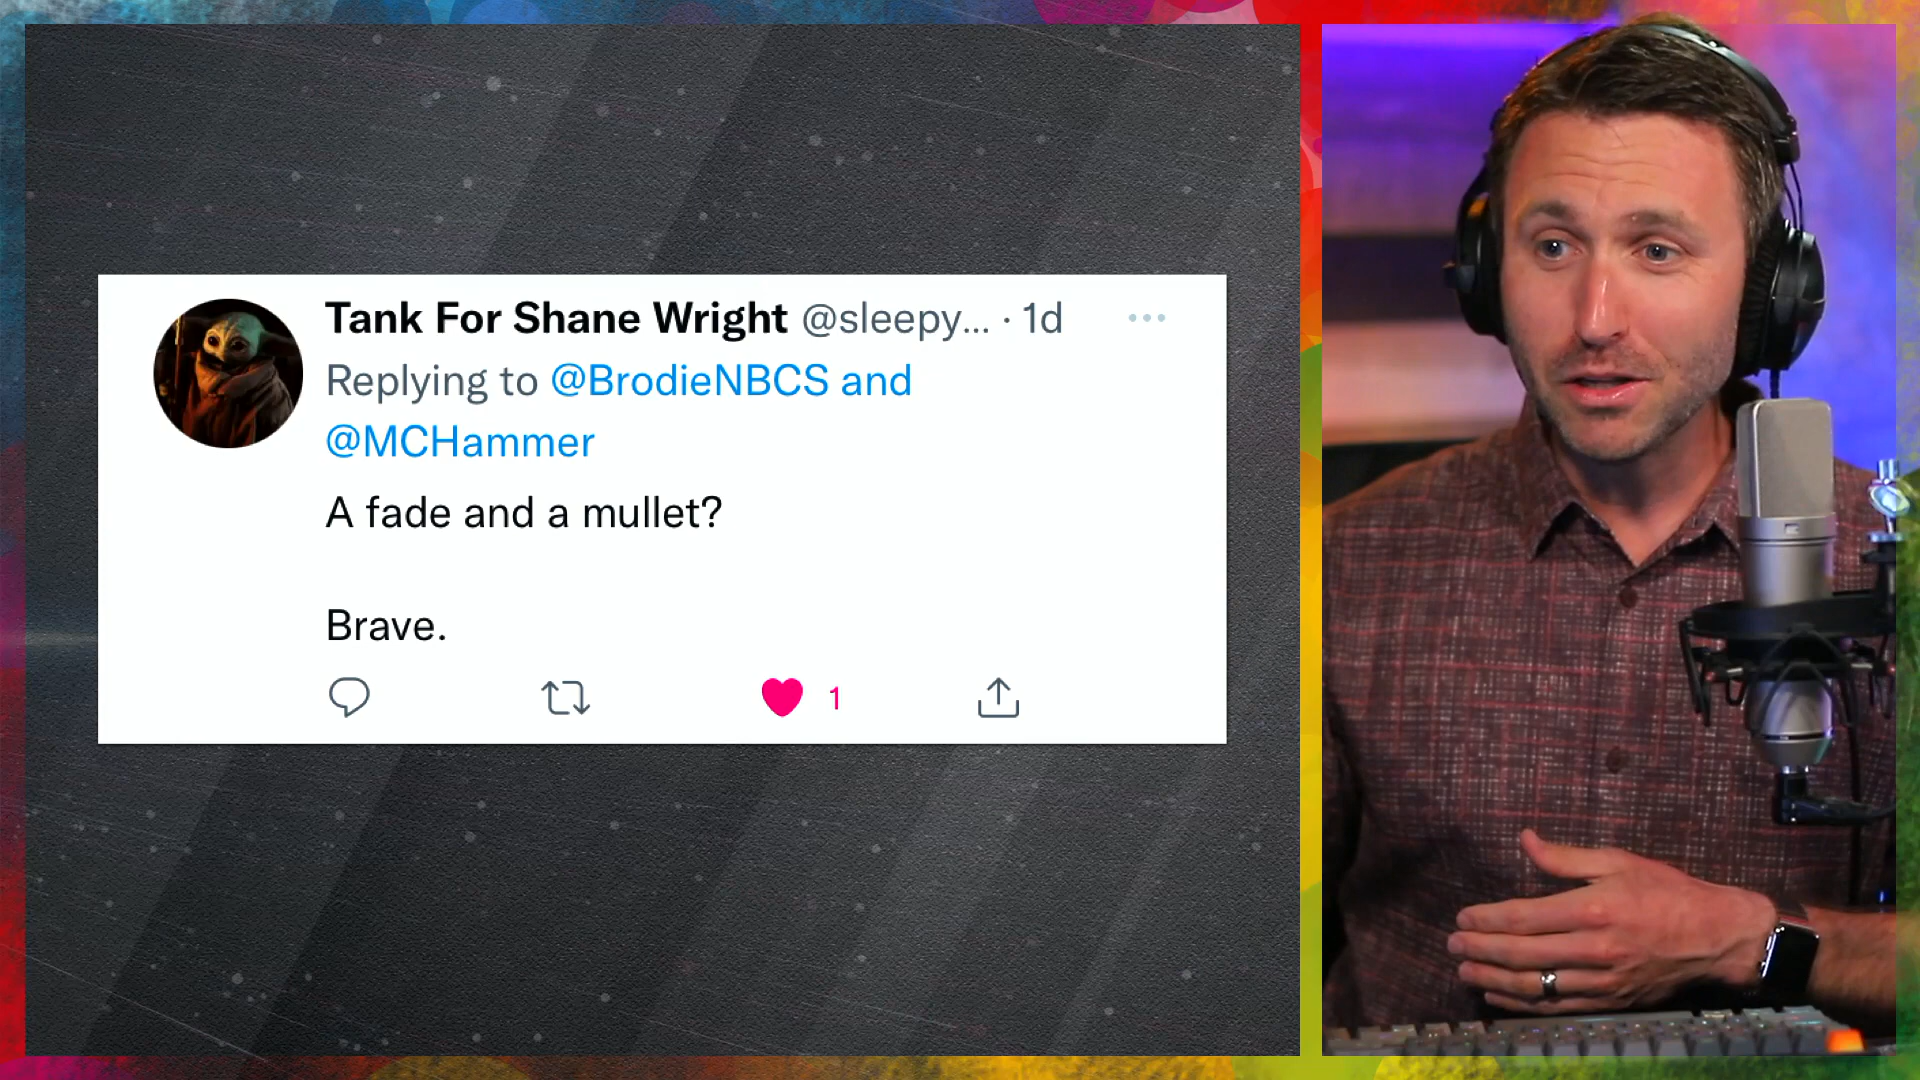 Tank For Shane Wright @sleepy... · 1d
Replying to @BrodieNBCS and
@MCHammer
A fade and a mullet?
Brave.
1